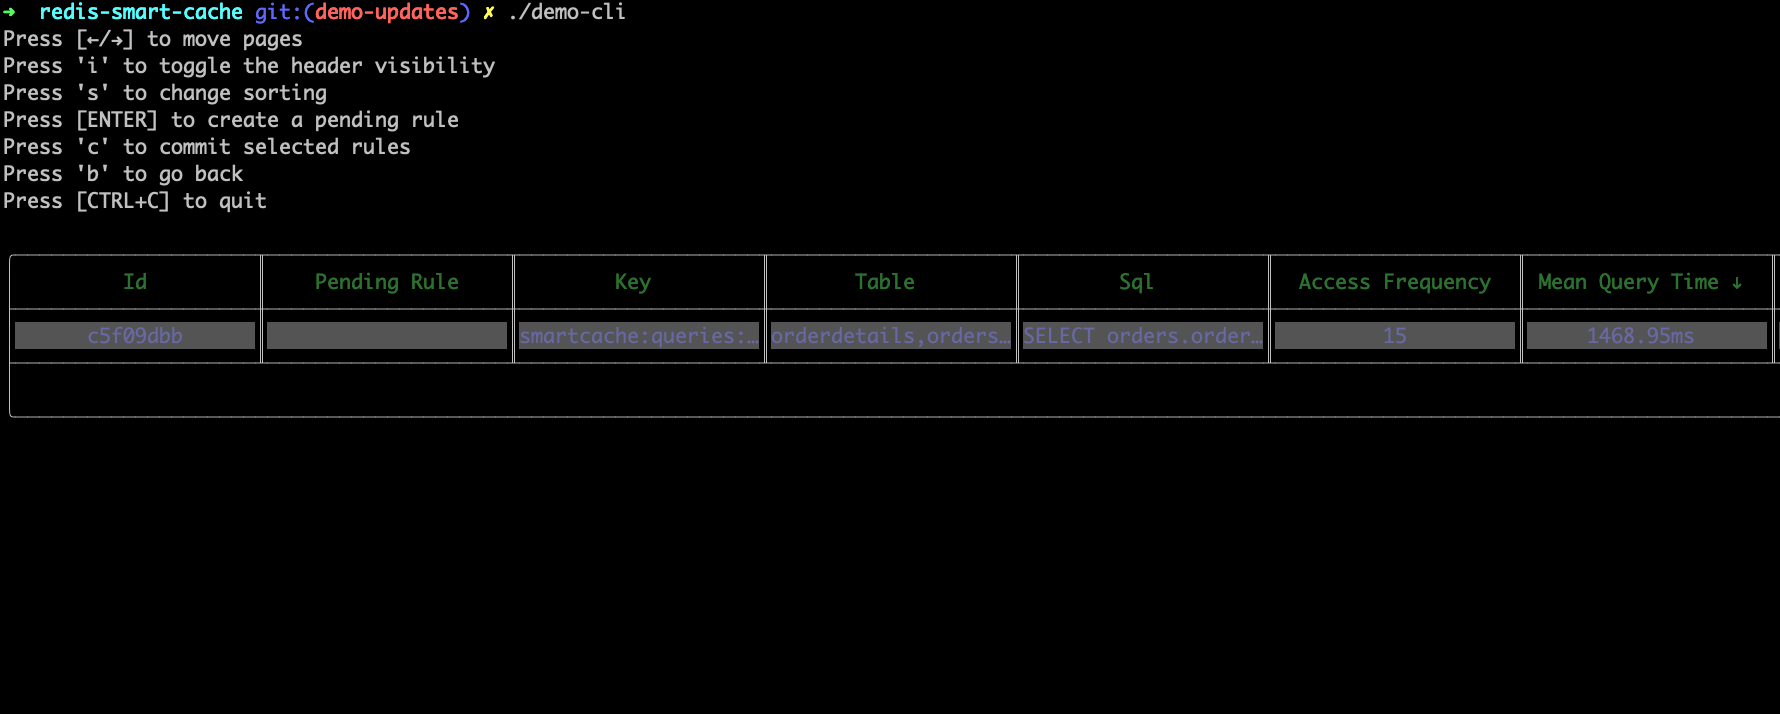 ➜  redis-smart-cache git:(demo-updates) ✗ ./demo-cli
Press [←/→] to move pages
Press 'i' to toggle the header visibility
Press 's' to change sorting
Press [ENTER] to create a pending rule
Press 'c' to commit selected rules
Press 'b' to go back
Press [CTRL+C] to quit
Id Pending Rule Key Table Sql Access Frequency Mean Query Time ↓
c5f09dbb smartcache:queries:… orderdetails,orders… SELECT orders.order… 15 1468.95ms